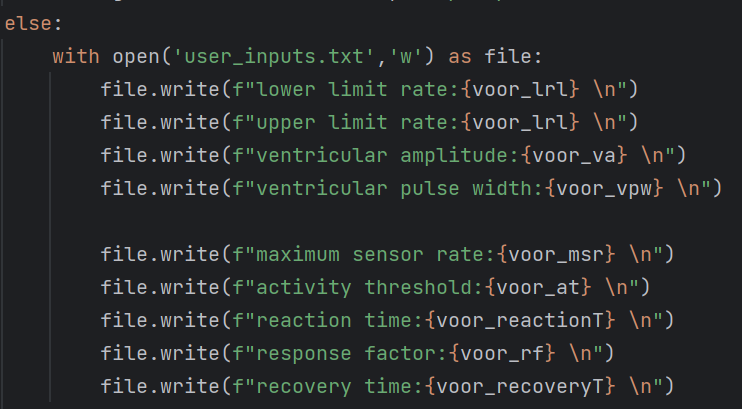 else:
with open('user_inputs.txt','w') as file:
file.write(f"lower limit rate:{voor_lrl} \n")
file.write(f"upper limit rate:{voor_lrl} \n")
file.write(f"ventricular amplitude:{voor_va} \n")
file.write(f"ventricular pulse width:{voor_vpw} \n")
file.write(f"maximum sensor rate:{voor_msr} \n")
file.write(f"activity threshold:{voor_at} \n")
file.write(f"reaction time:{voor_reactionT} \n")
file.write(f"response factor:{voor_rf} \n")
file.write(f"recovery time:{voor_recoveryT} \n")